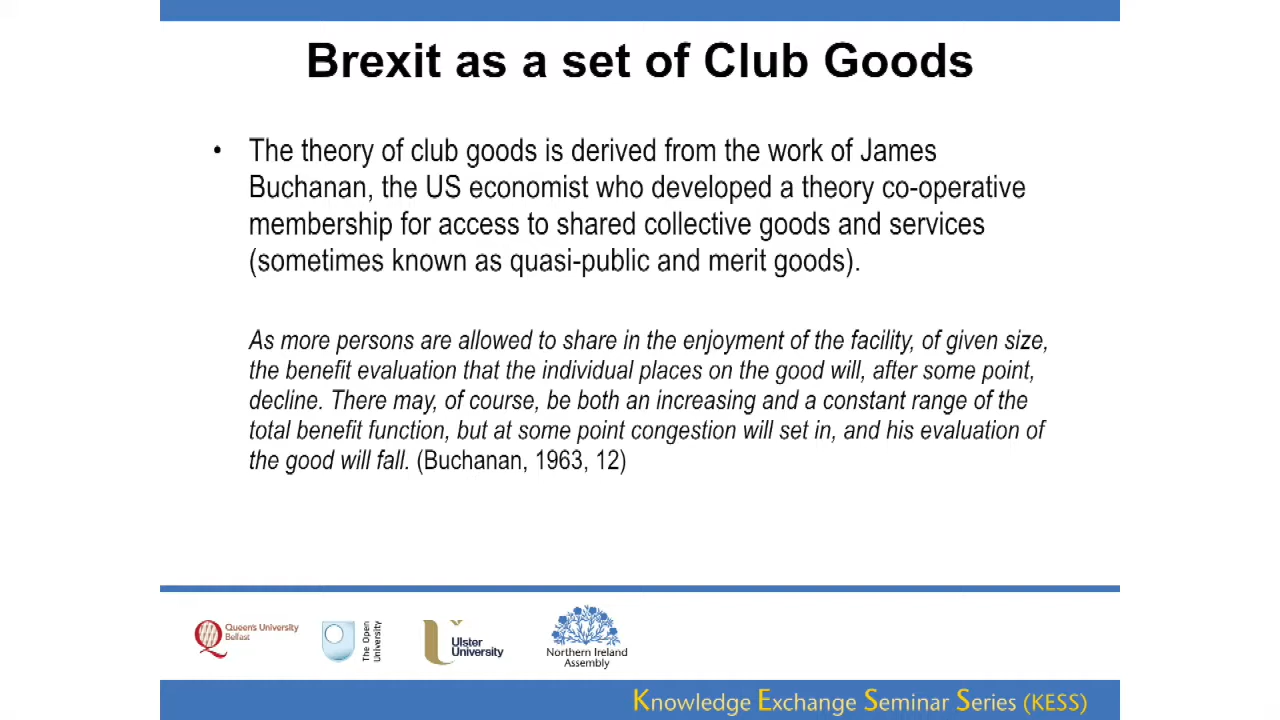 Brexit as a set of Club Goods
• The theory of club goods is derived from the work of James
Buchanan, the US economist who developed a theory co-operative
membership for access to shared collective goods and services
(sometimes known as quasi-public and merit goods).
As more persons are allowed to share in the enjoyment of the facility, of given size,
the benefit evaluation that the individual places on the good will, after some point,
decline. There may, of course, be both an increasing and a constant range of the
total benefit function, but at some point congestion will set in, and his evaluation of
the good will fall. (Buchanan, 1963, 12)
Queen's University
Belfast
The Open
University
Ulster
University
Northern Ireland
Assembly
Knowledge Exchange Seminar Series (KESS)